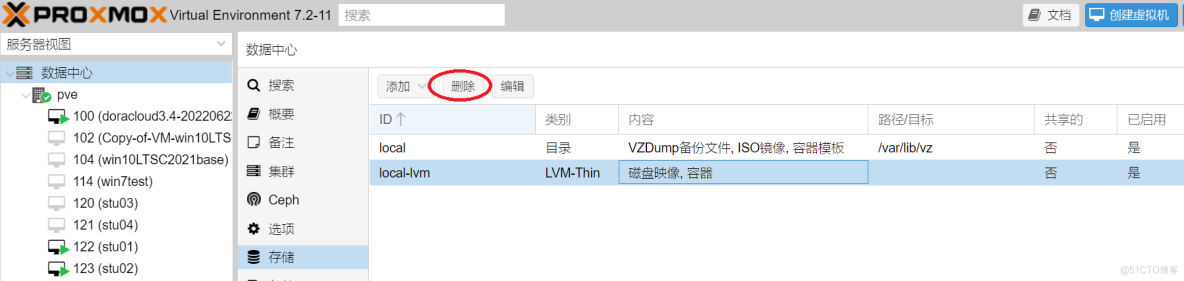 PROXMOX Virtual Environment 7.2-11 搜索 文档 创建虚拟机
服务器视图
数据中心
pve
100 (doracloud3.4-20220622
102 (Copy-of-VM-win10LTS
104 (win10LTSC2021base)
114 (win7test)
120 (stu03)
121 (stu04)
122 (stu01)
123 (stu02)
数据中心
搜索
概要
备注
集群
Ceph
选项
存储
添加 删除 编辑
ID 类别 内容 路径/目标 共享的 已启用
local 目录 VZDump备份文件, ISO镜像, 容器模板 /var/lib/vz 否 是
local-lvm LVM-Thin 磁盘映像, 容器 否 是
@51CTO博客